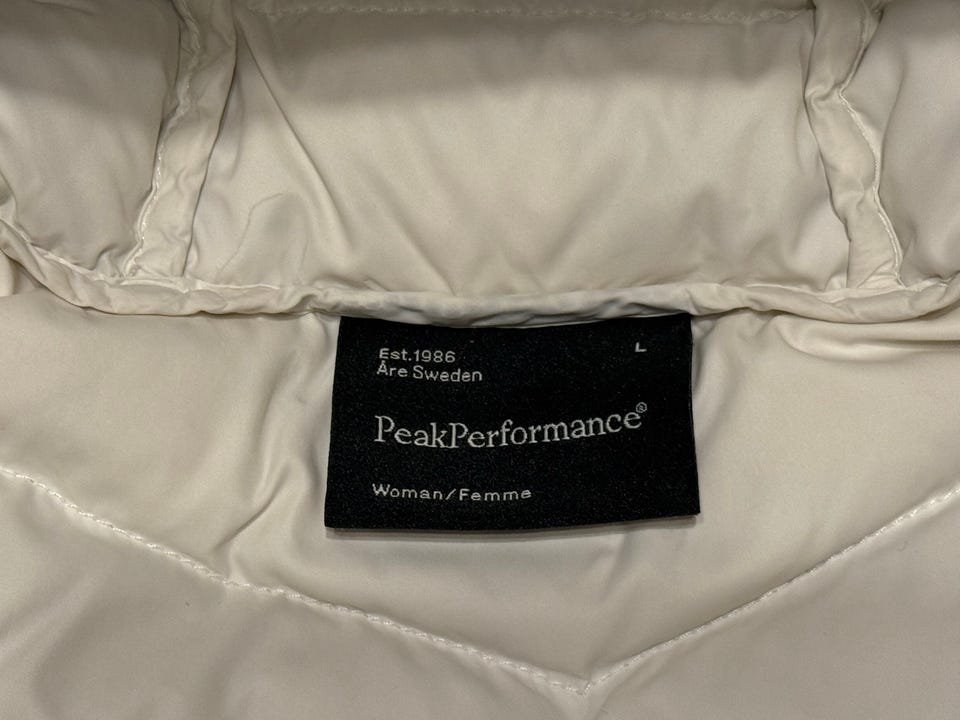 Est.1986
L
Åre Sweden
PeakPerformance®
Woman/Femme